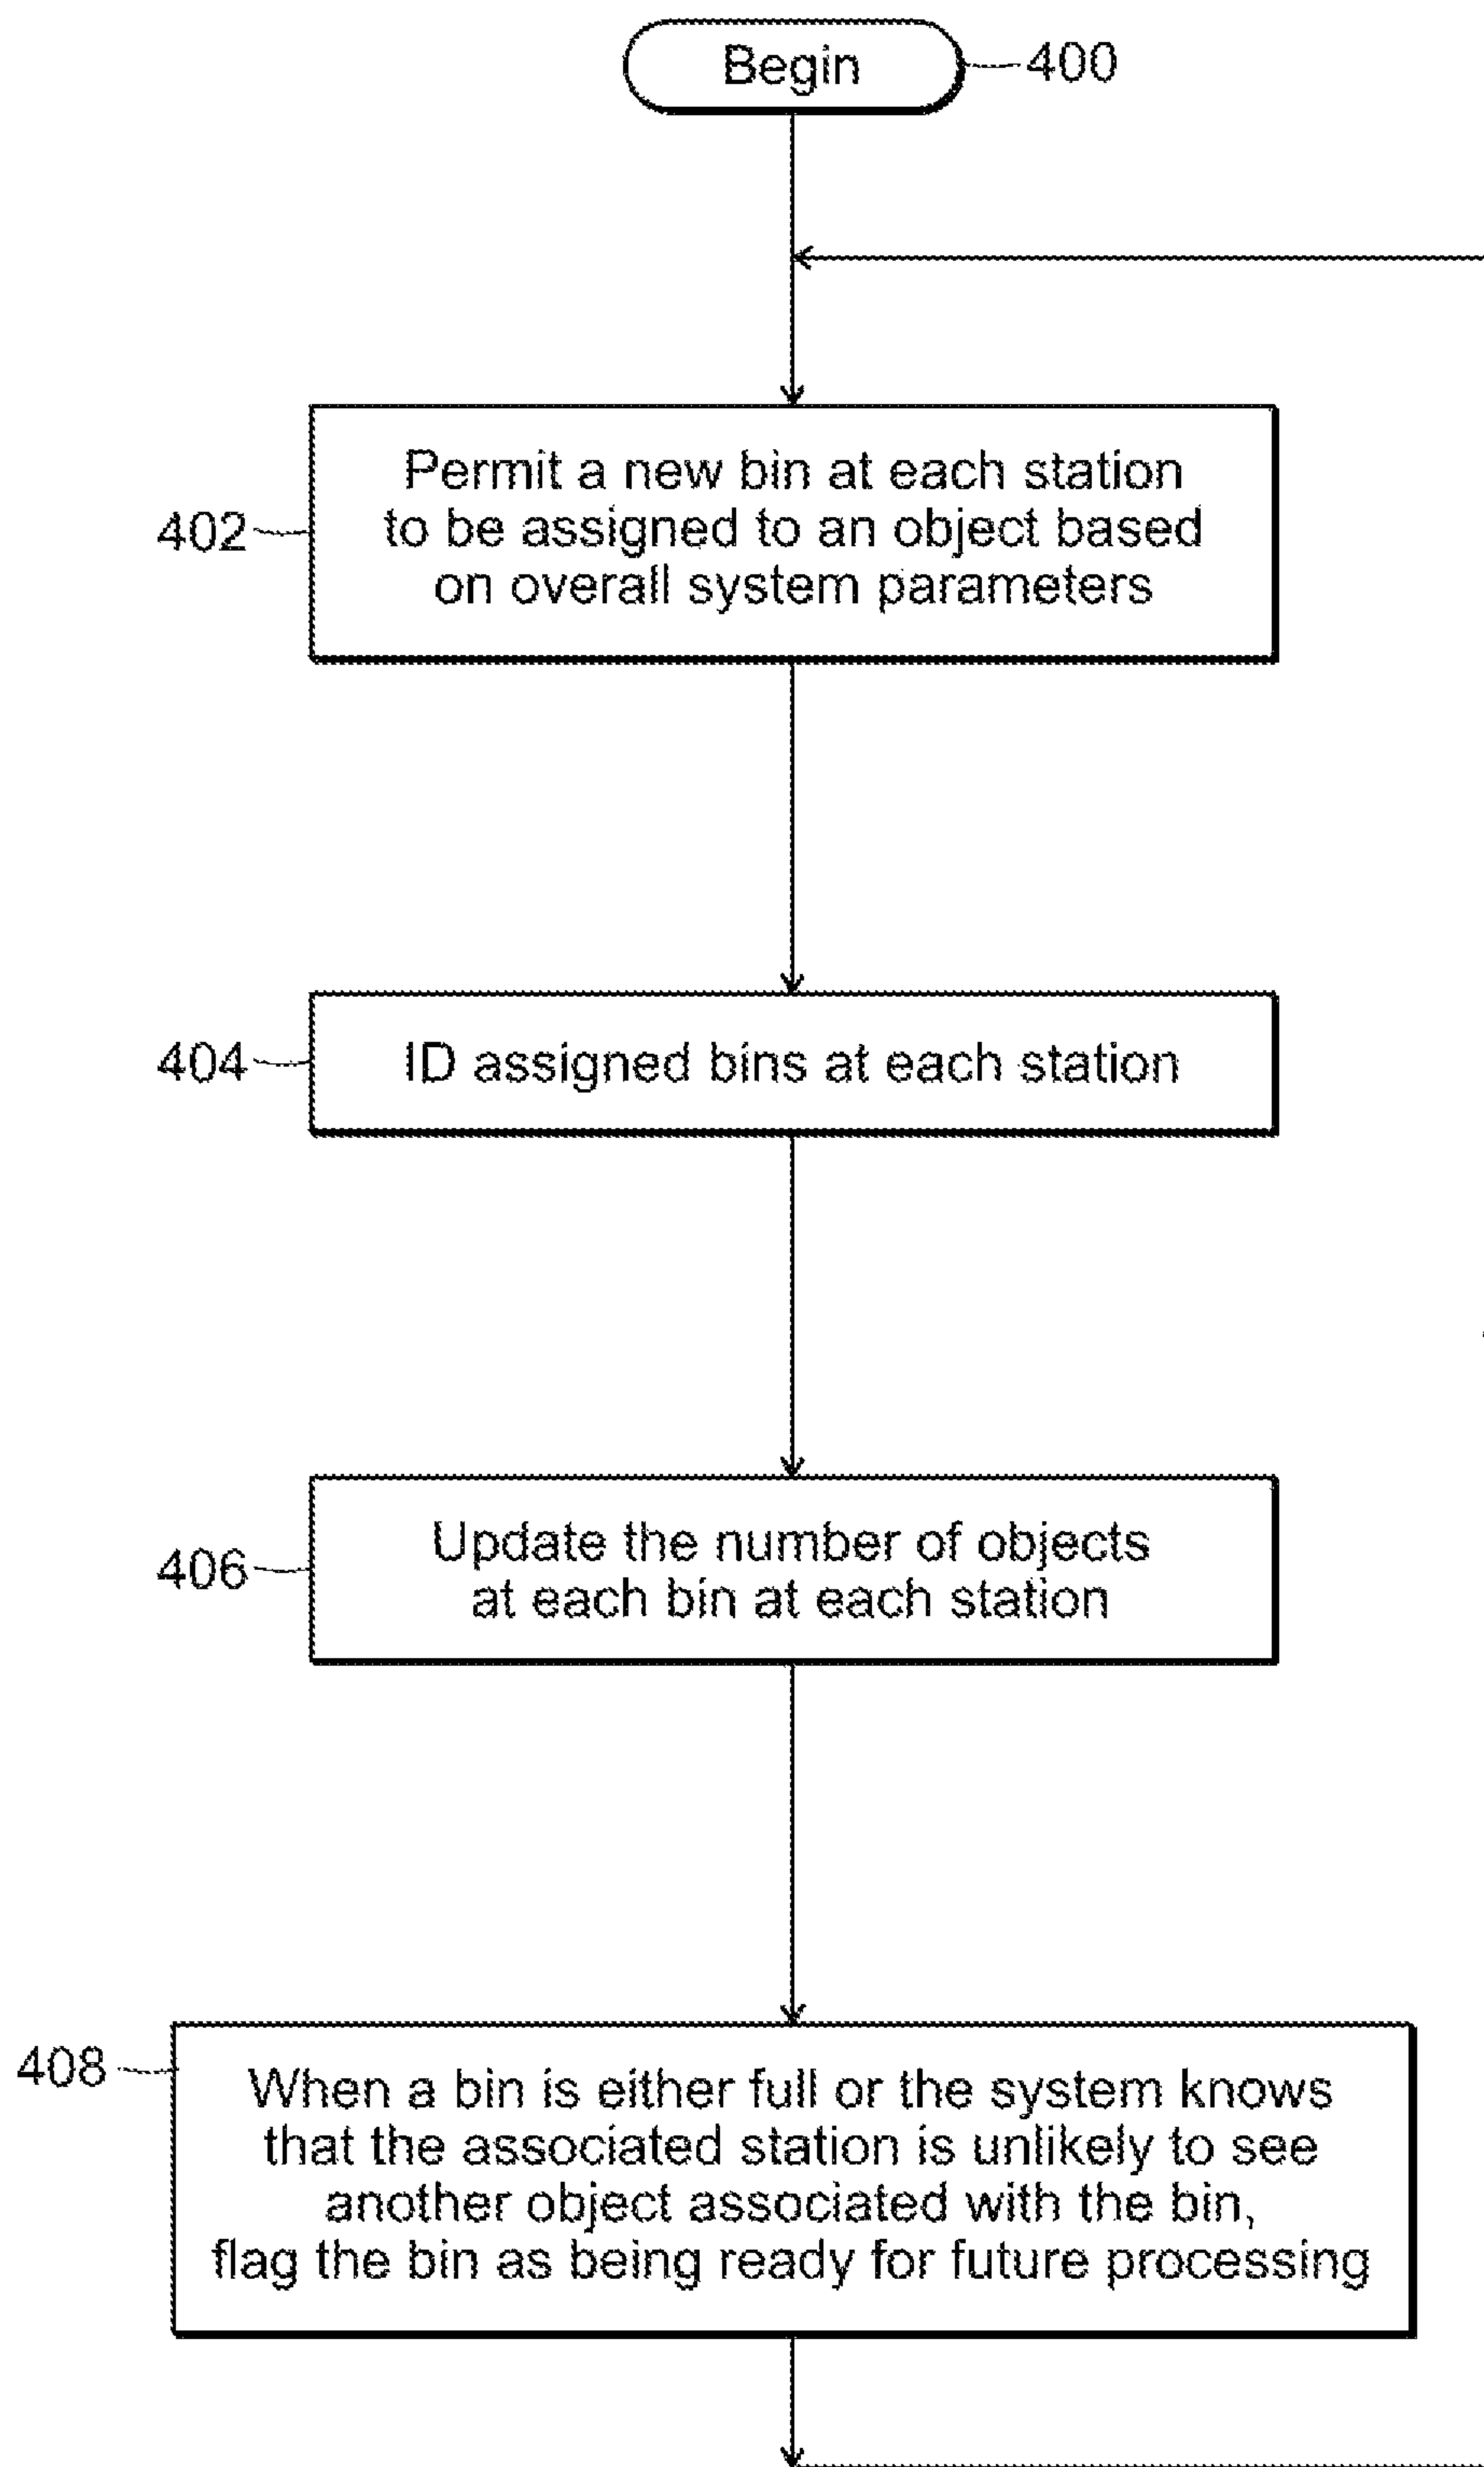 Begin
400
Permit a new bin at each station
to be assigned to an object based
on overall system parameters
402
ID assigned bins at each station
404
Update the number of objects
at each bin at each station
406
When a bin is either full or the system knows
that the associated station is unlikely to see
another object associated with the bin,
flag the bin as being ready for future processing
408